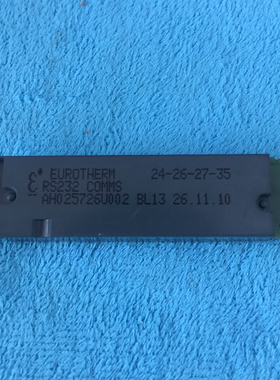 EUROTHERM 24-26-27-35
RS232 COMMS
AH025726U002 BL13 26.11.10